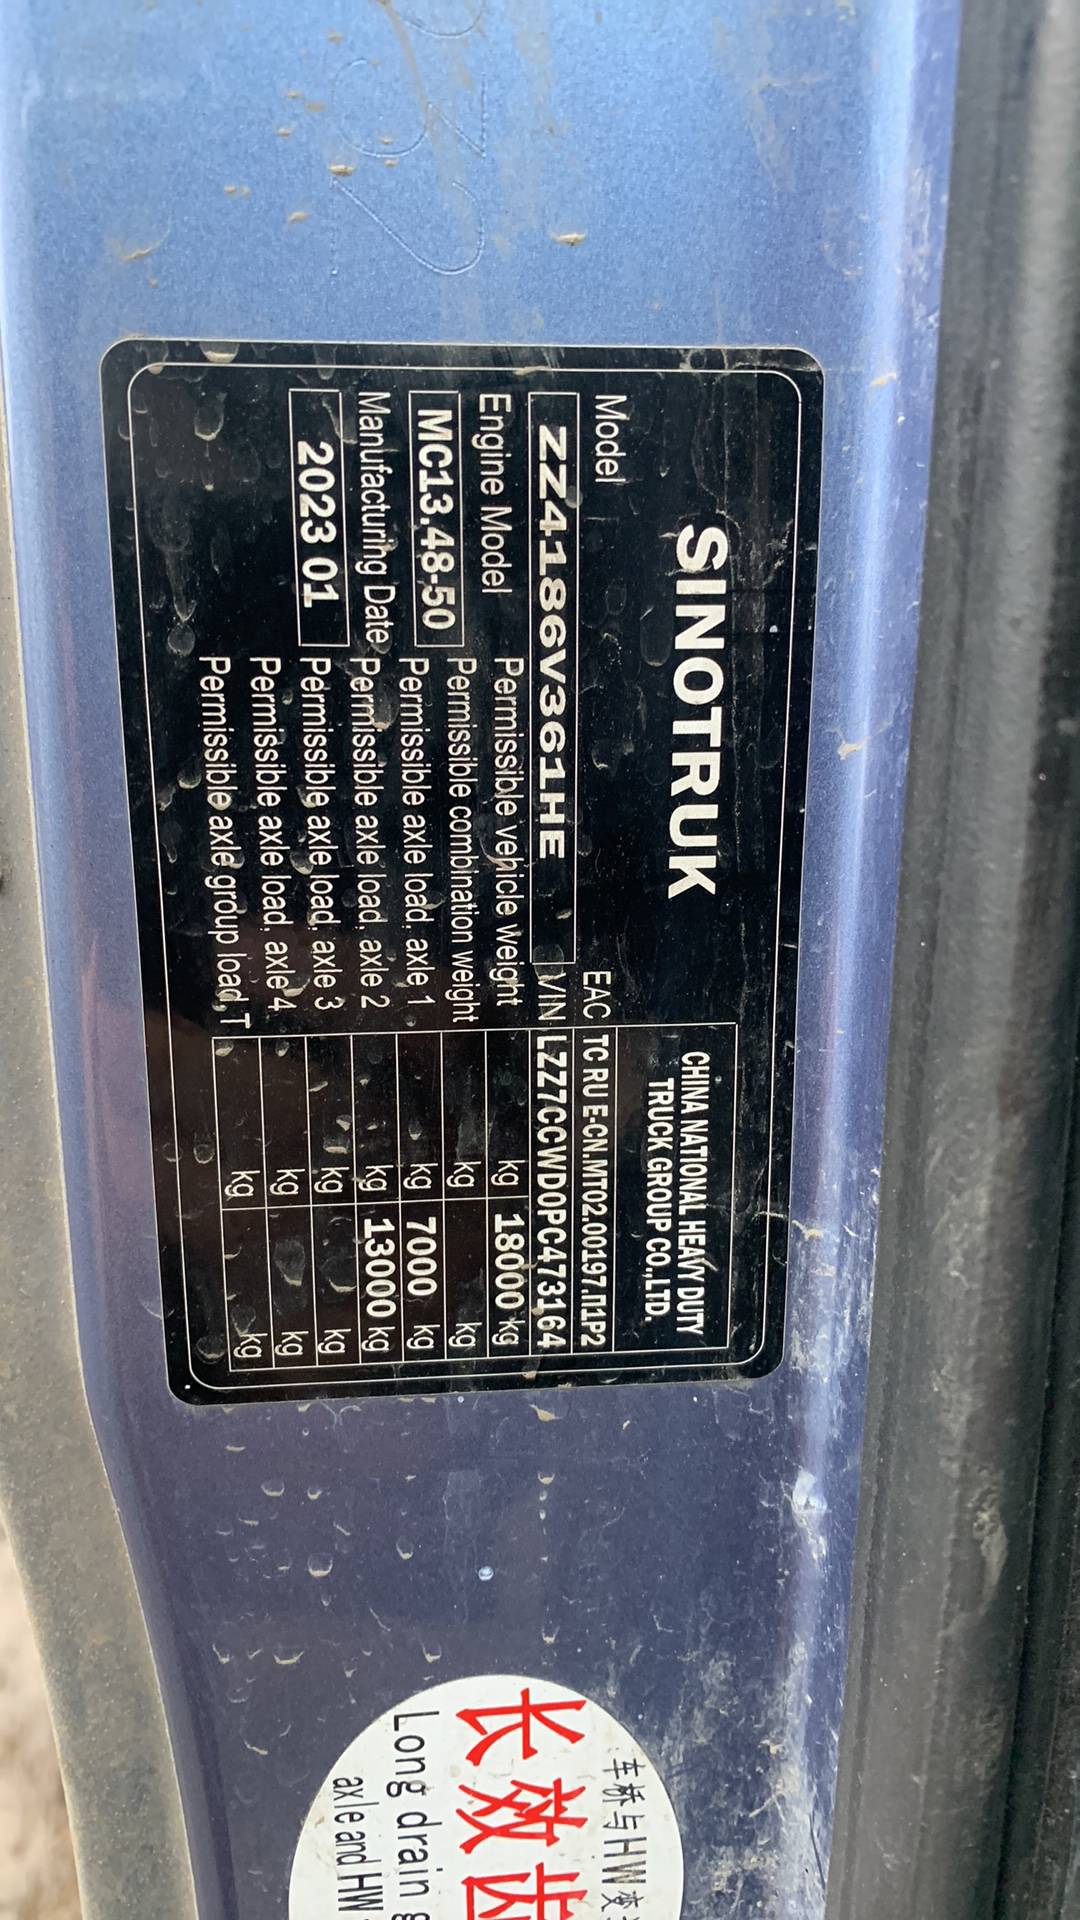 SINOTRUK
CHINA NATIONAL HEAVY DUTY
TRUCK GROUP CO.,LTD.
Model
EAC TC RU E-CN.MT02.00197.П1P2
ZZ4186V361HE
VIN LZZ7CCWD0PC473164
Engine Model
MC13.48-50
Manufacturing Date
2023 01
Permissible vehicle weight kg 18000 kg
Permissible combination weight kg kg
Permissible axle load, axle 1 kg 7000 kg
Permissible axle load, axle 2 kg 13000 kg
Permissible axle load, axle 3 kg kg
Permissible axle load, axle 4 kg kg
Permissible axle group load, T kg kg
车桥与HW变
长效齿
Long drain
axle and HW